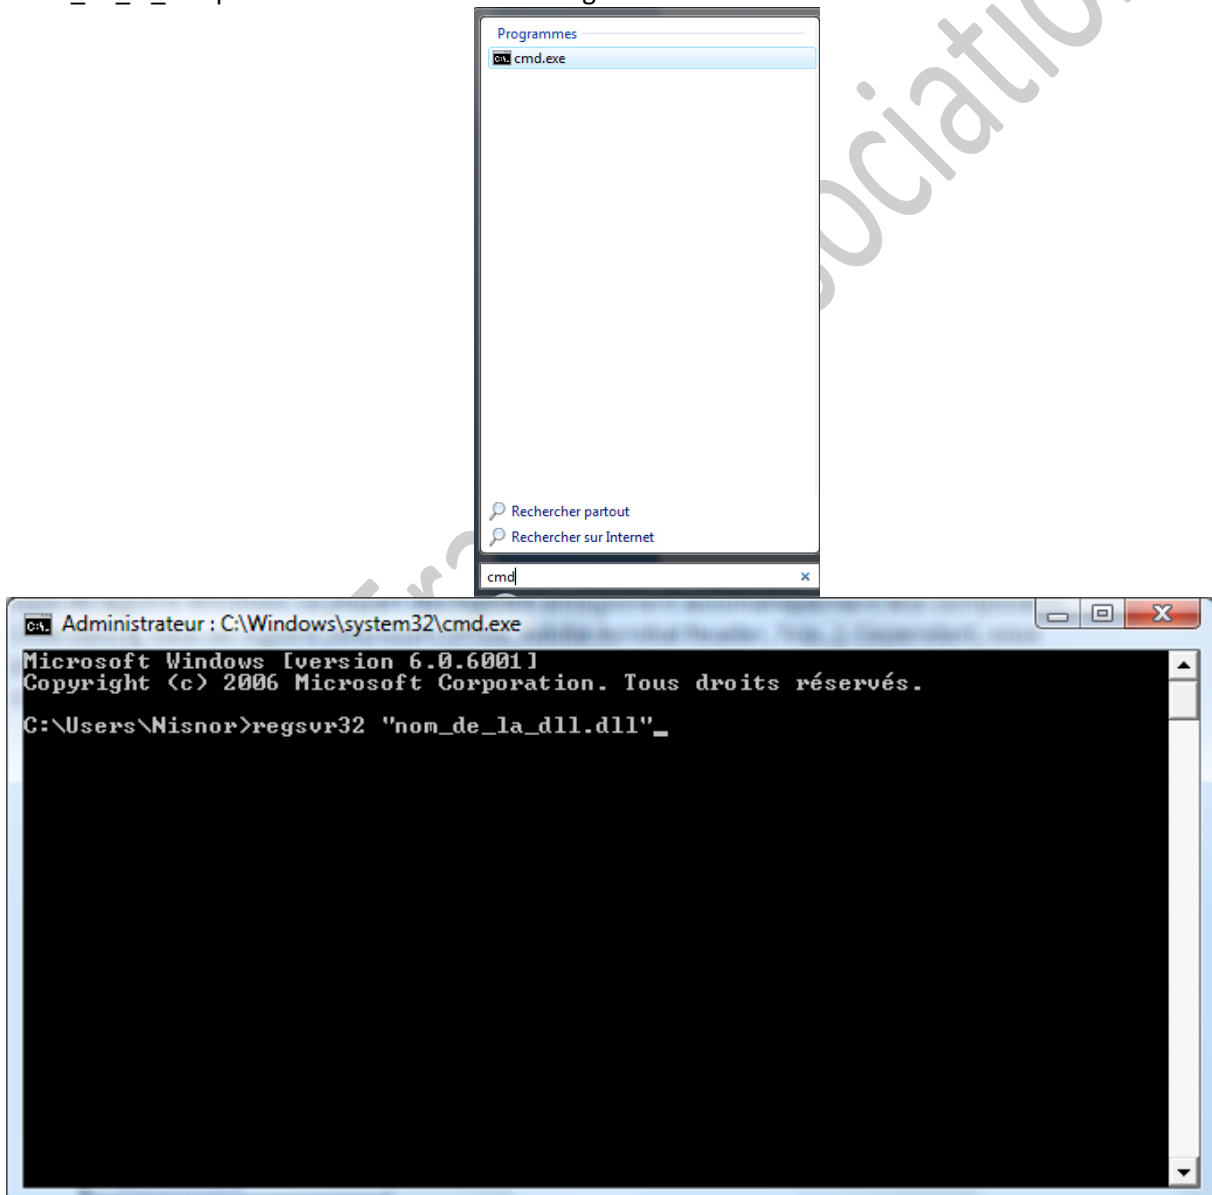 Programmes
cmd.exe
Rechercher partout
Rechercher sur Internet
cmd
Administrateur : C:\Windows\system32\cmd.exe
Microsoft Windows [version 6.0.6001]
Copyright (c) 2006 Microsoft Corporation. Tous droits réservés.
C:\Users\Nisnor>regsvr32 "nom_de_la_dll.dll"_